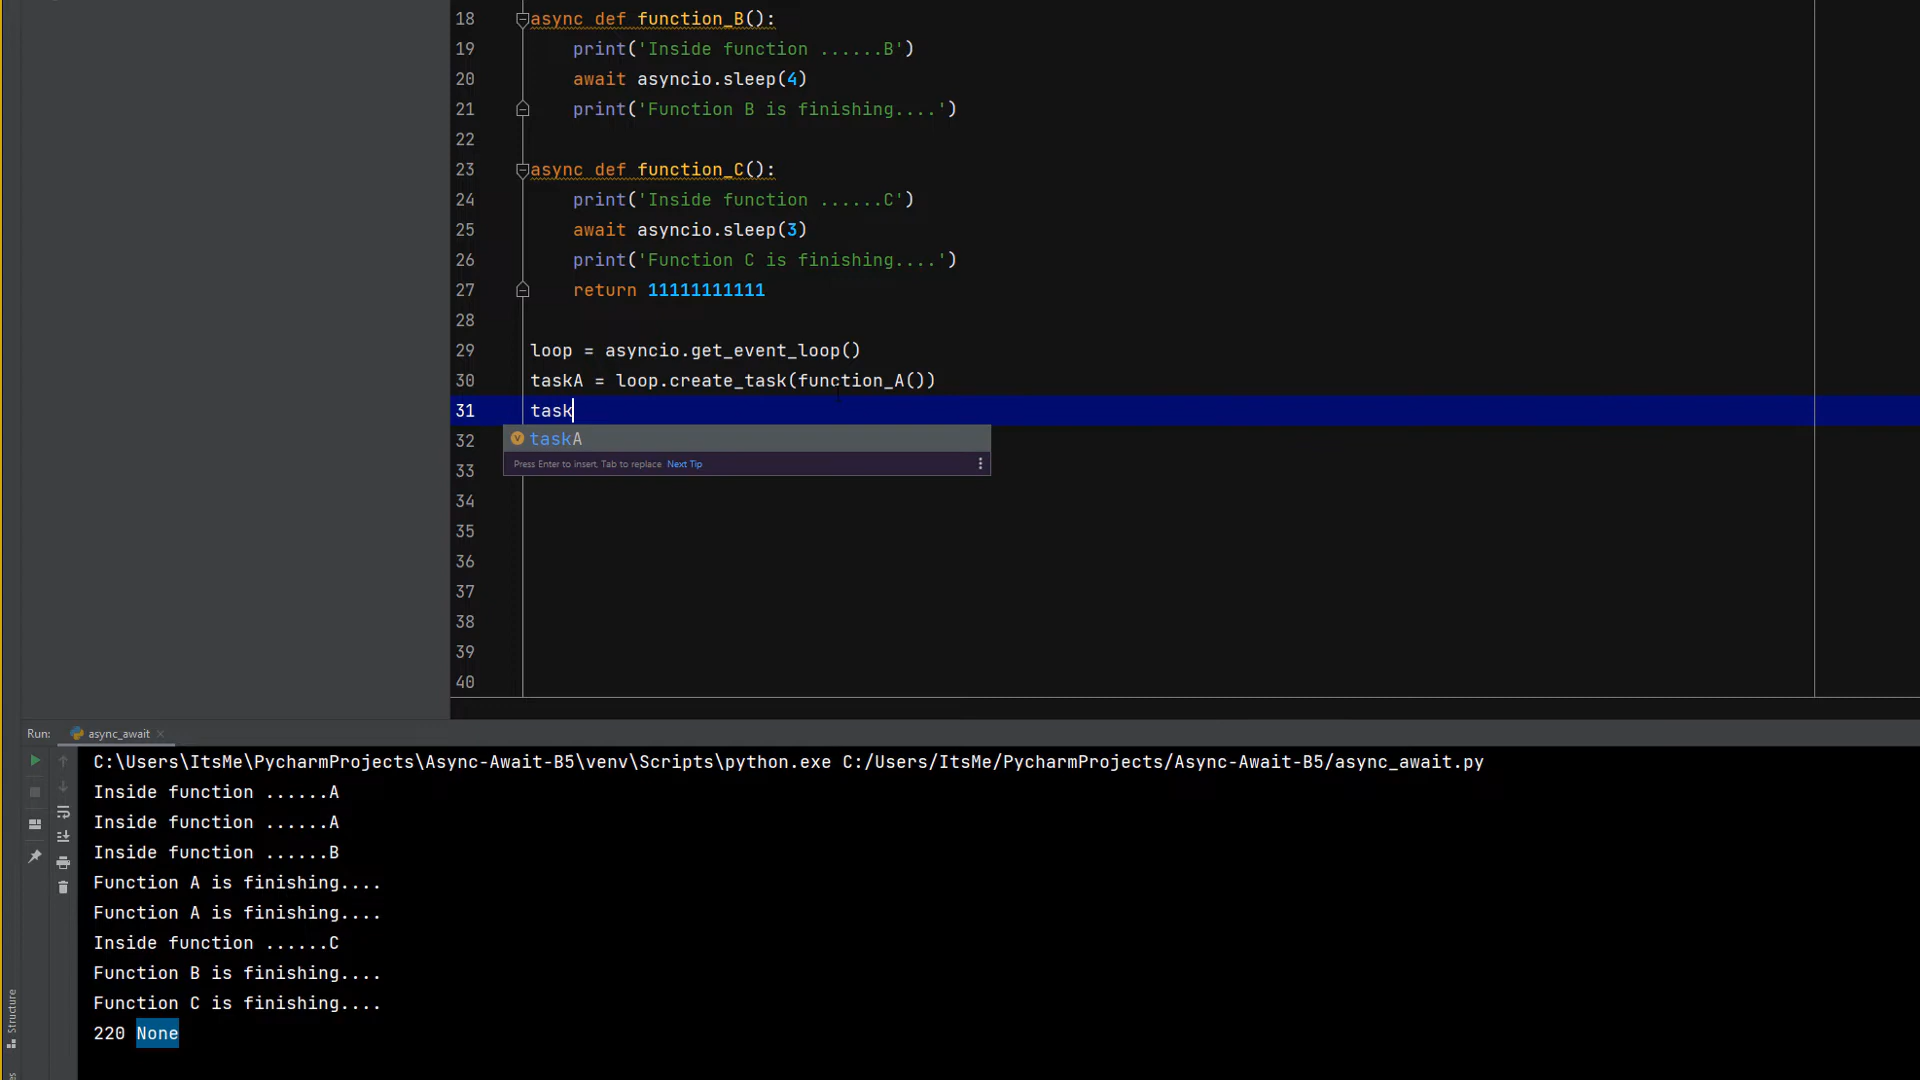 18 async def function_B():
19 print('Inside function ......B')
20 await asyncio.sleep(4)
21 print('Function B is finishing....')
22
23 async def function_C():
24 print('Inside function ......C')
25 await asyncio.sleep(3)
26 print('Function C is finishing....')
27 return 11111111111
28
29 loop = asyncio.get_event_loop()
30 taskA = loop.create_task(function_A())
31 task
32 taskA
Press Enter to insert, Tab to replace Next Tip
33
34
35
36
37
38
39
40
Run: async_await
C:\Users\ItsMe\PycharmProjects\Async-Await-B5\venv\Scripts\python.exe C:/Users/ItsMe/PycharmProjects/Async-Await-B5/async_await.py
Inside function ......A
Inside function ......A
Inside function ......B
Function A is finishing....
Function A is finishing....
Inside function ......C
Function B is finishing....
Function C is finishing....
220 None
Structure